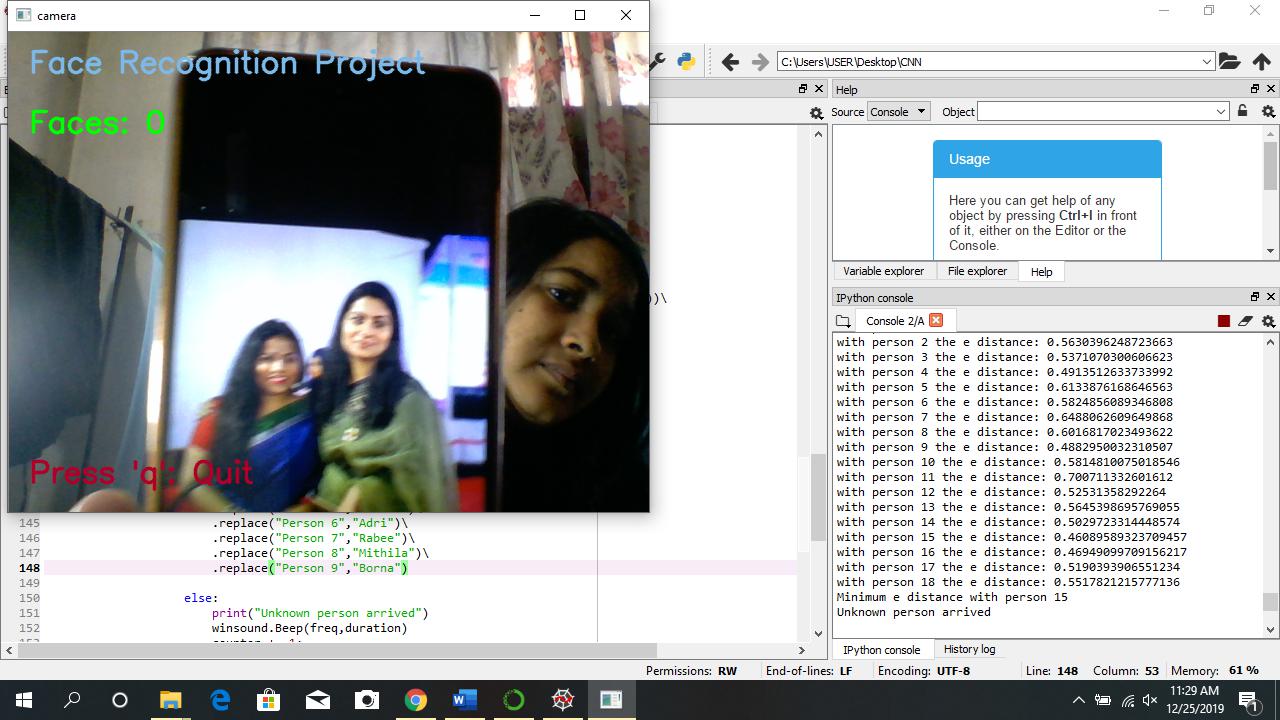 camera
Face Recognition Project
Faces: 0
Press 'q': Quit
C:\Users\USER\Desktop\CNN
Help
Source Console Object
Usage
Here you can get help of any
object by pressing Ctrl+I in front
of it, either on the Editor or the
Console.
Variable explorer File explorer Help
))\
IPython console
Console 2/A
with person 2 the e distance: 0.5630396248723663
with person 3 the e distance: 0.5371070300606623
with person 4 the e distance: 0.4913512633733992
with person 5 the e distance: 0.6133876168646563
with person 6 the e distance: 0.5824856089346808
with person 7 the e distance: 0.6488062609649868
with person 8 the e distance: 0.6016817023493622
with person 9 the e distance: 0.4882950032310507
with person 10 the e distance: 0.5814810075018546
with person 11 the e distance: 0.700711332601612
with person 12 the e distance: 0.52531358292264
with person 13 the e distance: 0.5645398695769055
with person 14 the e distance: 0.5029723314448574
with person 15 the e distance: 0.46089589323709457
with person 16 the e distance: 0.46949639709156217
with person 17 the e distance: 0.5190363906551234
with person 18 the e distance: 0.5517821215777136
Minimum e distance with person 15
Unknown person arrived
145 .replace("Person 6","Adri")\
146 .replace("Person 7","Rabee")\
147 .replace("Person 8","Mithila")\
148 .replace("Person 9","Borna")
149
150 else:
151 print("Unknown person arrived")
152 winsound.Beep(freq,duration)
IPython console History log
Permissions: RW End-of-lines: LF Encoding: UTF-8 Line: 148 Column: 53 Memory: 61 %
11:29 AM
12/25/2019
1